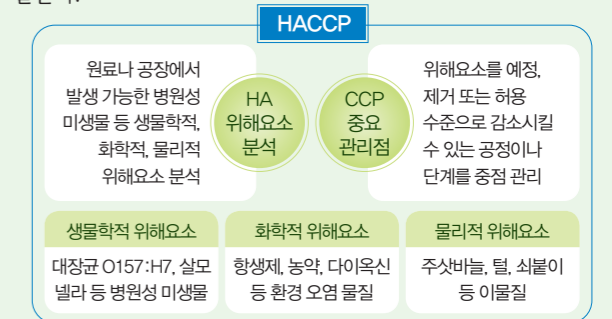 HACCP
원료나 공장에서
발생 가능한 병원성
미생물 등 생물학적,
화학적, 물리적
위해요소 분석
HA
위해요소
분석
CCP
중요
관리점
위해요소를 예정,
제거 또는 허용
수준으로 감소시킬
수 있는 공정이나
단계를 중점 관리
생물학적 위해요소
대장균 O157:H7, 살모
넬라 등 병원성 미생물
화학적 위해요소
항생제, 농약, 다이옥신
등 환경 오염 물질
물리적 위해요소
주삿바늘, 털, 쇠붙이
등 이물질